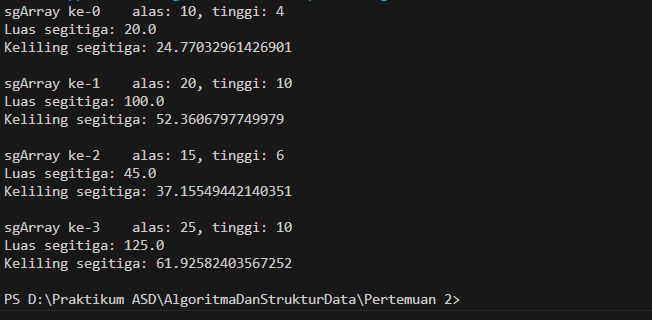 sgArray ke-0    alas: 10, tinggi: 4
Luas segitiga: 20.0
Keliling segitiga: 24.77032961426901
sgArray ke-1    alas: 20, tinggi: 10
Luas segitiga: 100.0
Keliling segitiga: 52.3606797749979
sgArray ke-2    alas: 15, tinggi: 6
Luas segitiga: 45.0
Keliling segitiga: 37.15549442140351
sgArray ke-3    alas: 25, tinggi: 10
Luas segitiga: 125.0
Keliling segitiga: 61.92582403567252
PS D:\Praktikum ASD\AlgoritmaDanStrukturData\Pertemuan 2>